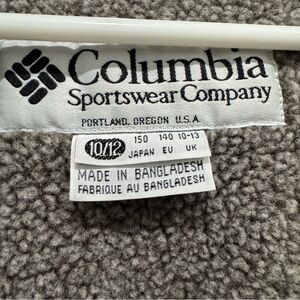 Columbia
Sportswear Company
PORTLAND, OREGON U.S.A.
10/12 150 140 10-13
JAPAN EU UK
MADE IN BANGLADESH
FABRIQUE AU BANGLADESH